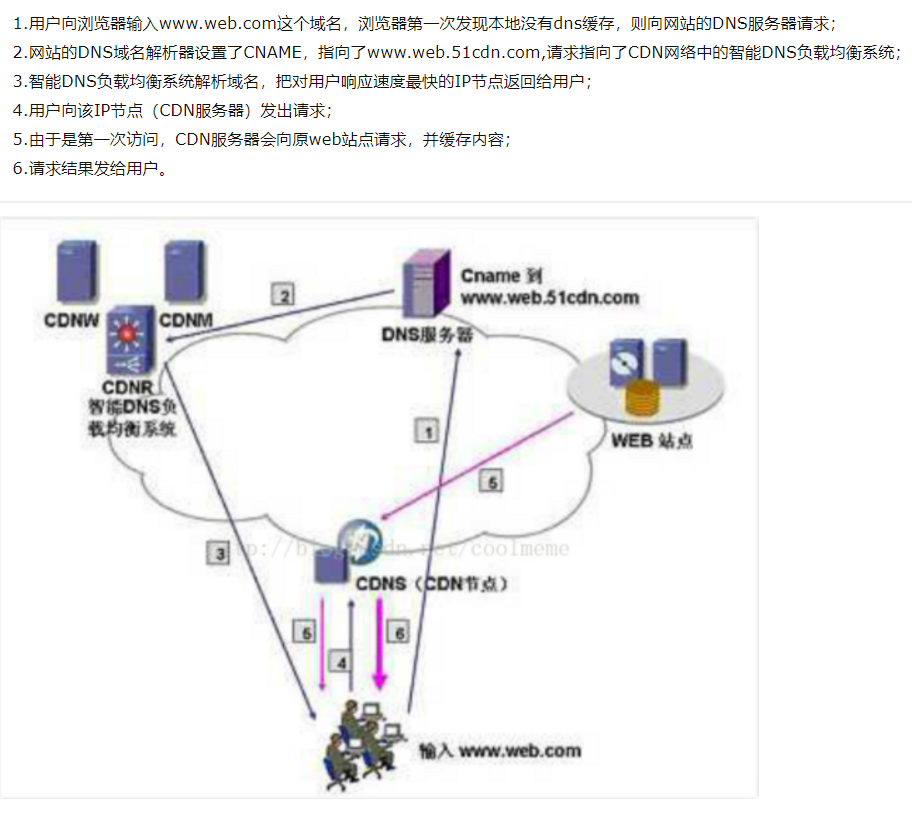 1.用户向浏览器输入www.web.com这个域名，浏览器第一次发现本地没有dns缓存，则向网站的DNS服务器请求；
2.网站的DNS域名解析器设置了CNAME，指向了www.web.51cdn.com,请求指向了CDN网络中的智能DNS负载均衡系统；
3.智能DNS负载均衡系统解析域名，把对用户响应速度最快的IP节点返回给用户；
4.用户向该IP节点（CDN服务器）发出请求；
5.由于是第一次访问，CDN服务器会向原web站点请求，并缓存内容；
6.请求结果发给用户。
Cname 到
www.web.51cdn.com
2
CDNW
CDNM
DNS服务器
CDNR
智能DNS负
载均衡系统
1
WEB 站点
5
3
.net/coolmeme
CDNS（CDN节点）
5
6
4
输入 www.web.com